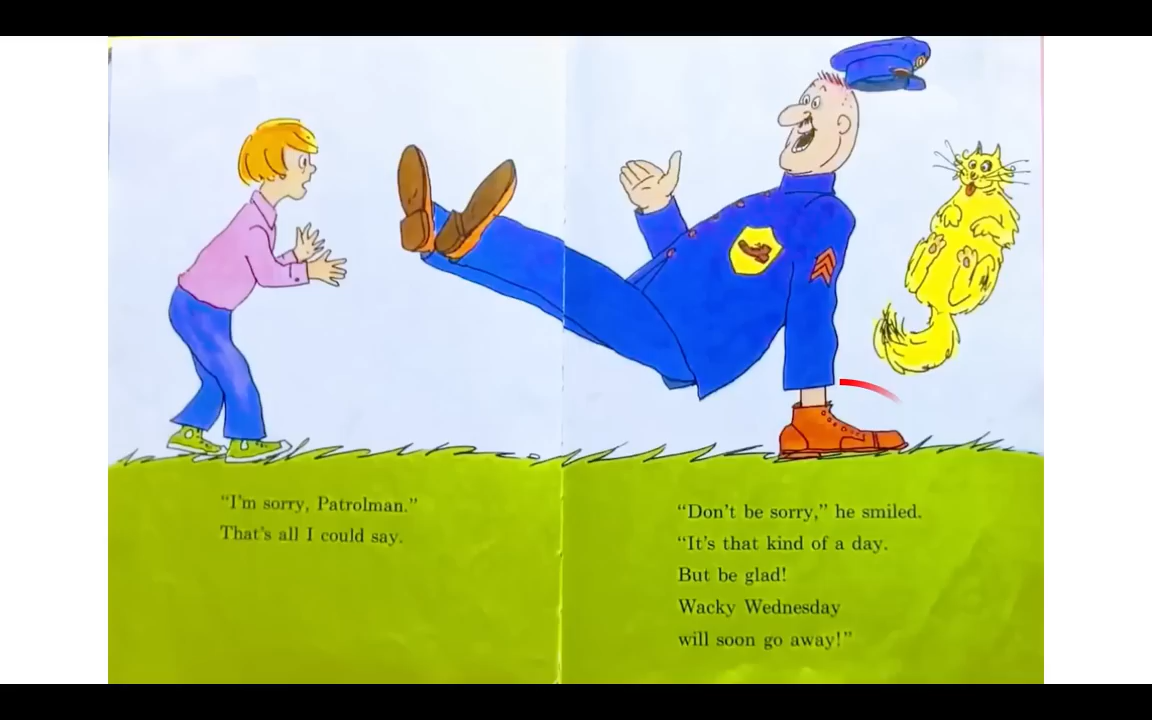 “I’m sorry, Patrolman.”
That’s all I could say.
“Don’t be sorry,” he smiled.
“It’s that kind of a day.
But be glad!
Wacky Wednesday
will soon go away!”